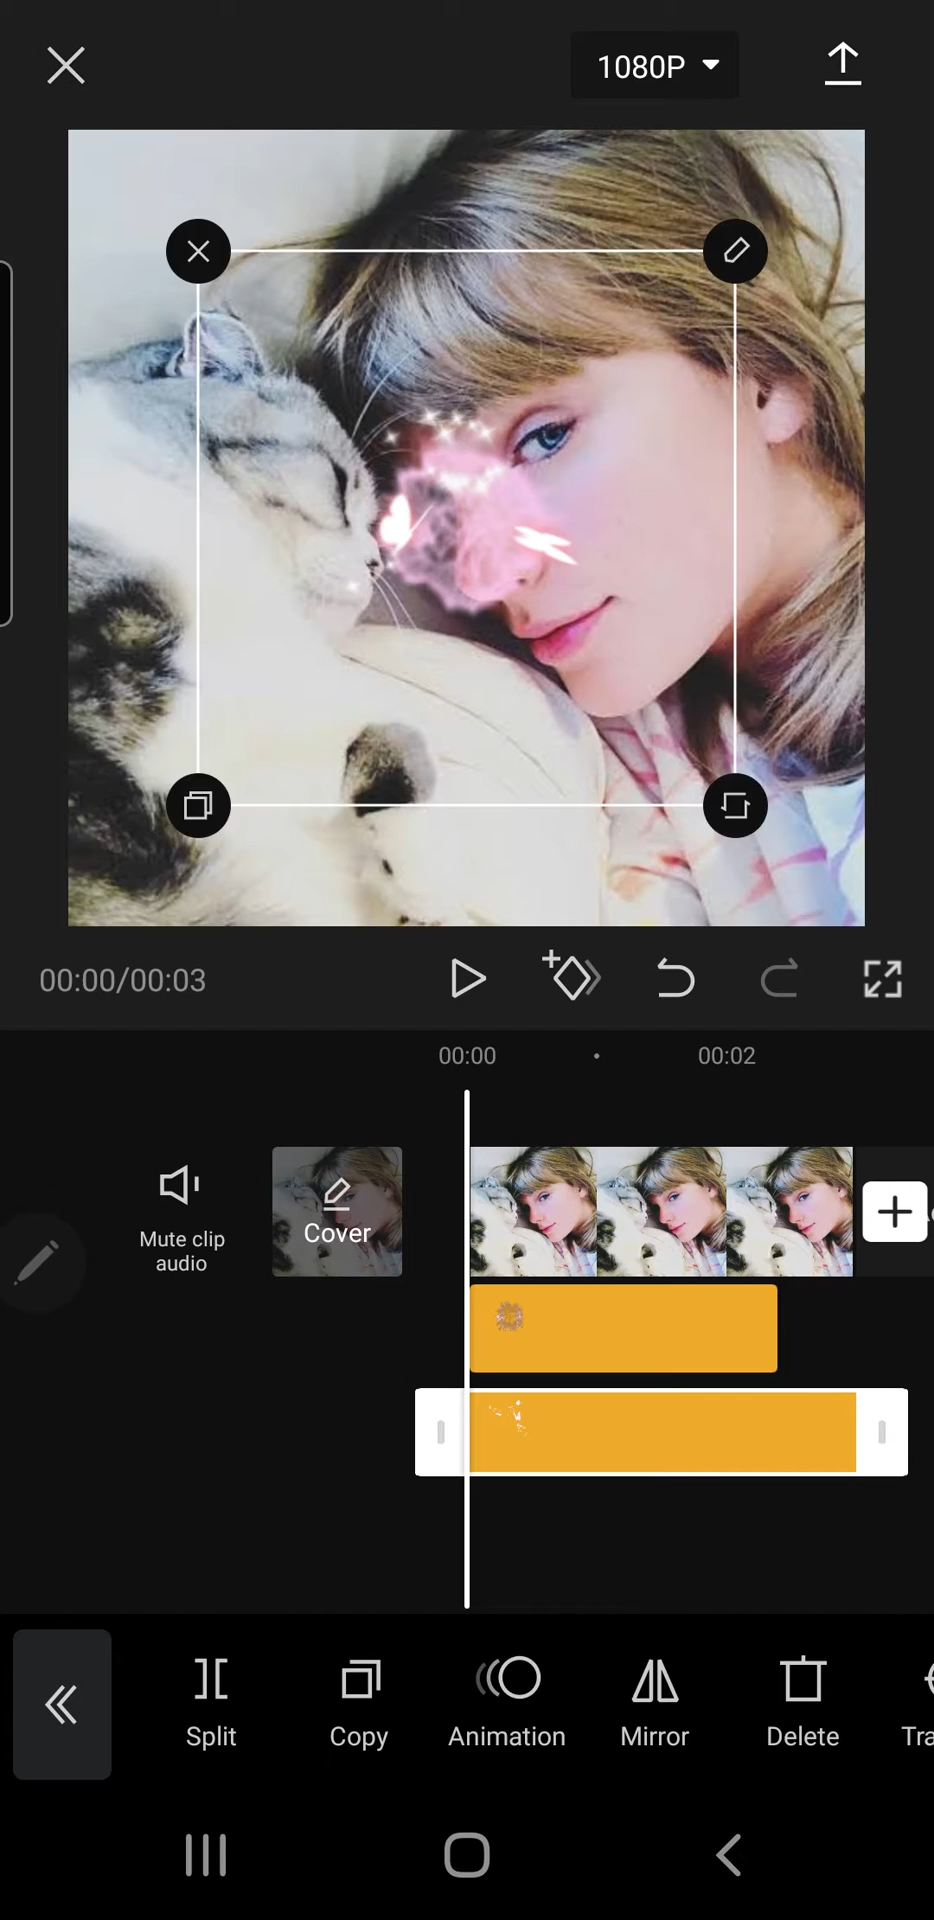 1080P
00:00/00:03
00:00
00:02
Mute clip
audio
Cover
Split
Copy
Animation
Mirror
Delete
Tra